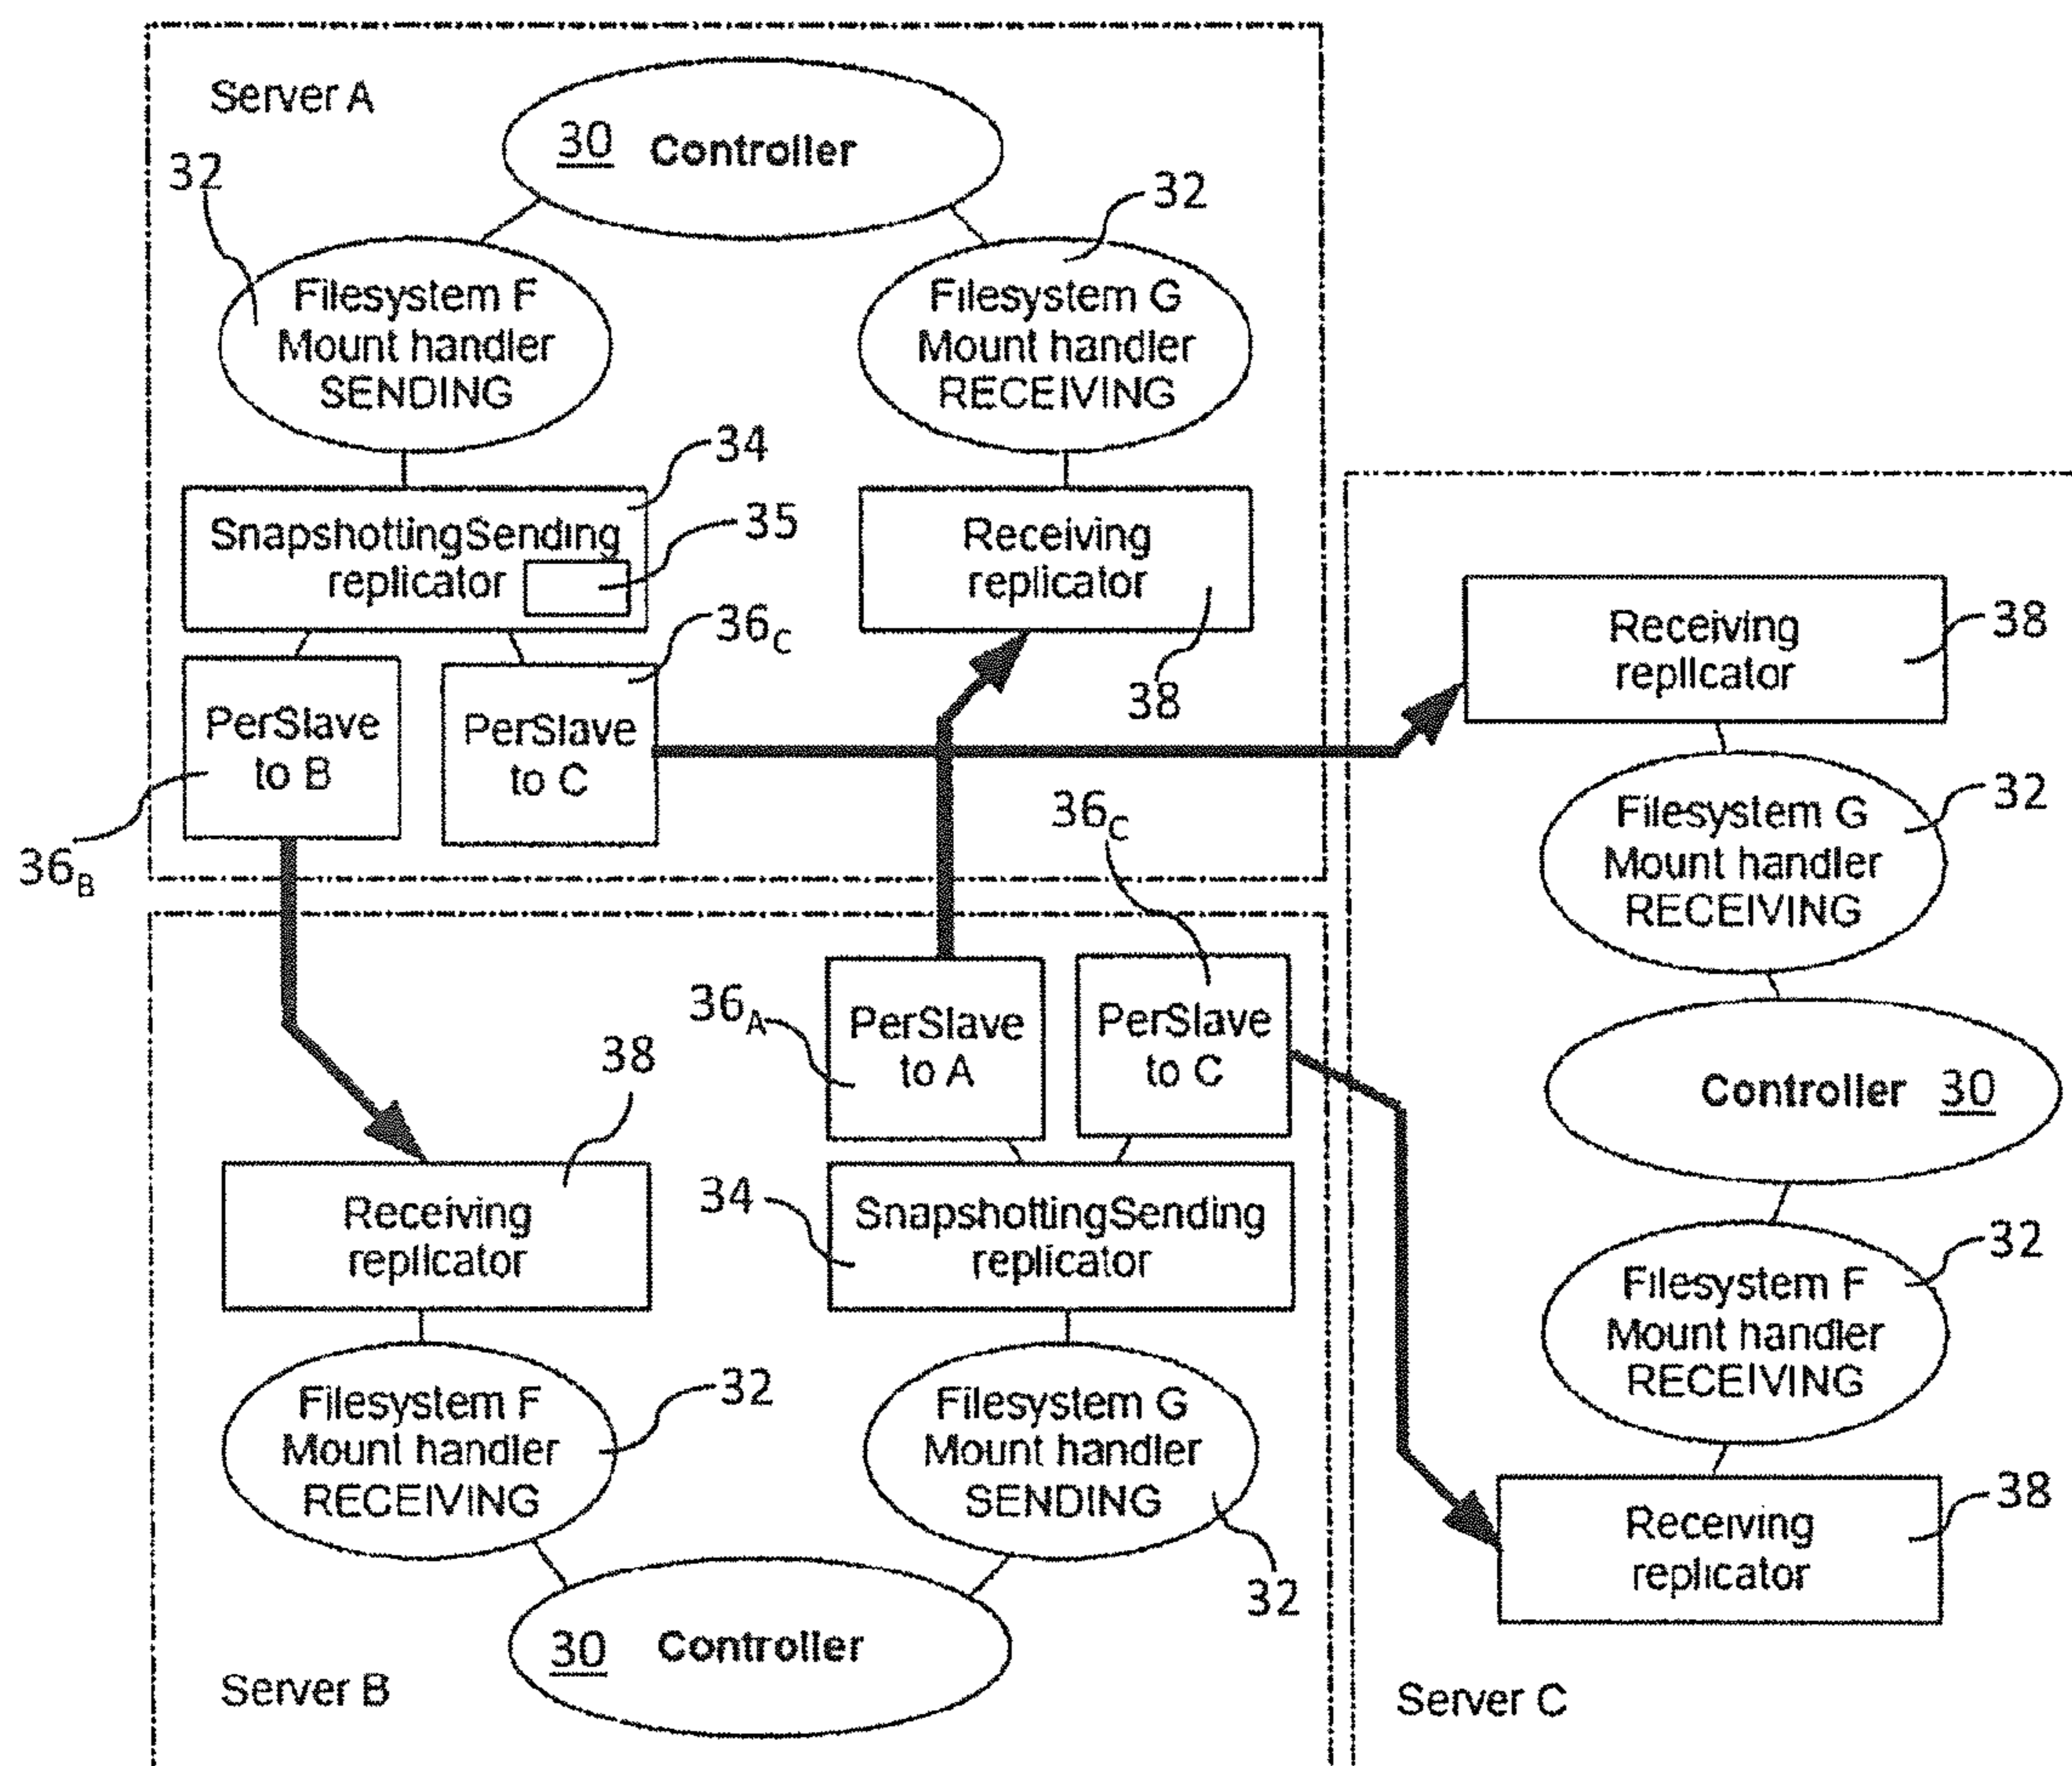 Server A
30 Controller
32
32
Filesystem F
Mount handler
SENDING
Filesystem G
Mount handler
RECEIVING
34
SnapshottingSending
replicator
35
Receiving
replicator
36C
38
PerSlave
to B
PerSlave
to C
36B
Receiving
replicator
38
Filesystem G
Mount handler
RECEIVING
32
Controller 30
Filesystem F
Mount handler
RECEIVING
32
Receiving
replicator
38
Server C
36C
36A
PerSlave
to A
PerSlave
to C
38
Receiving
replicator
34
SnapshottingSending
replicator
Filesystem F
Mount handler
RECEIVING
32
Filesystem G
Mount handler
SENDING
32
30 Controller
Server B